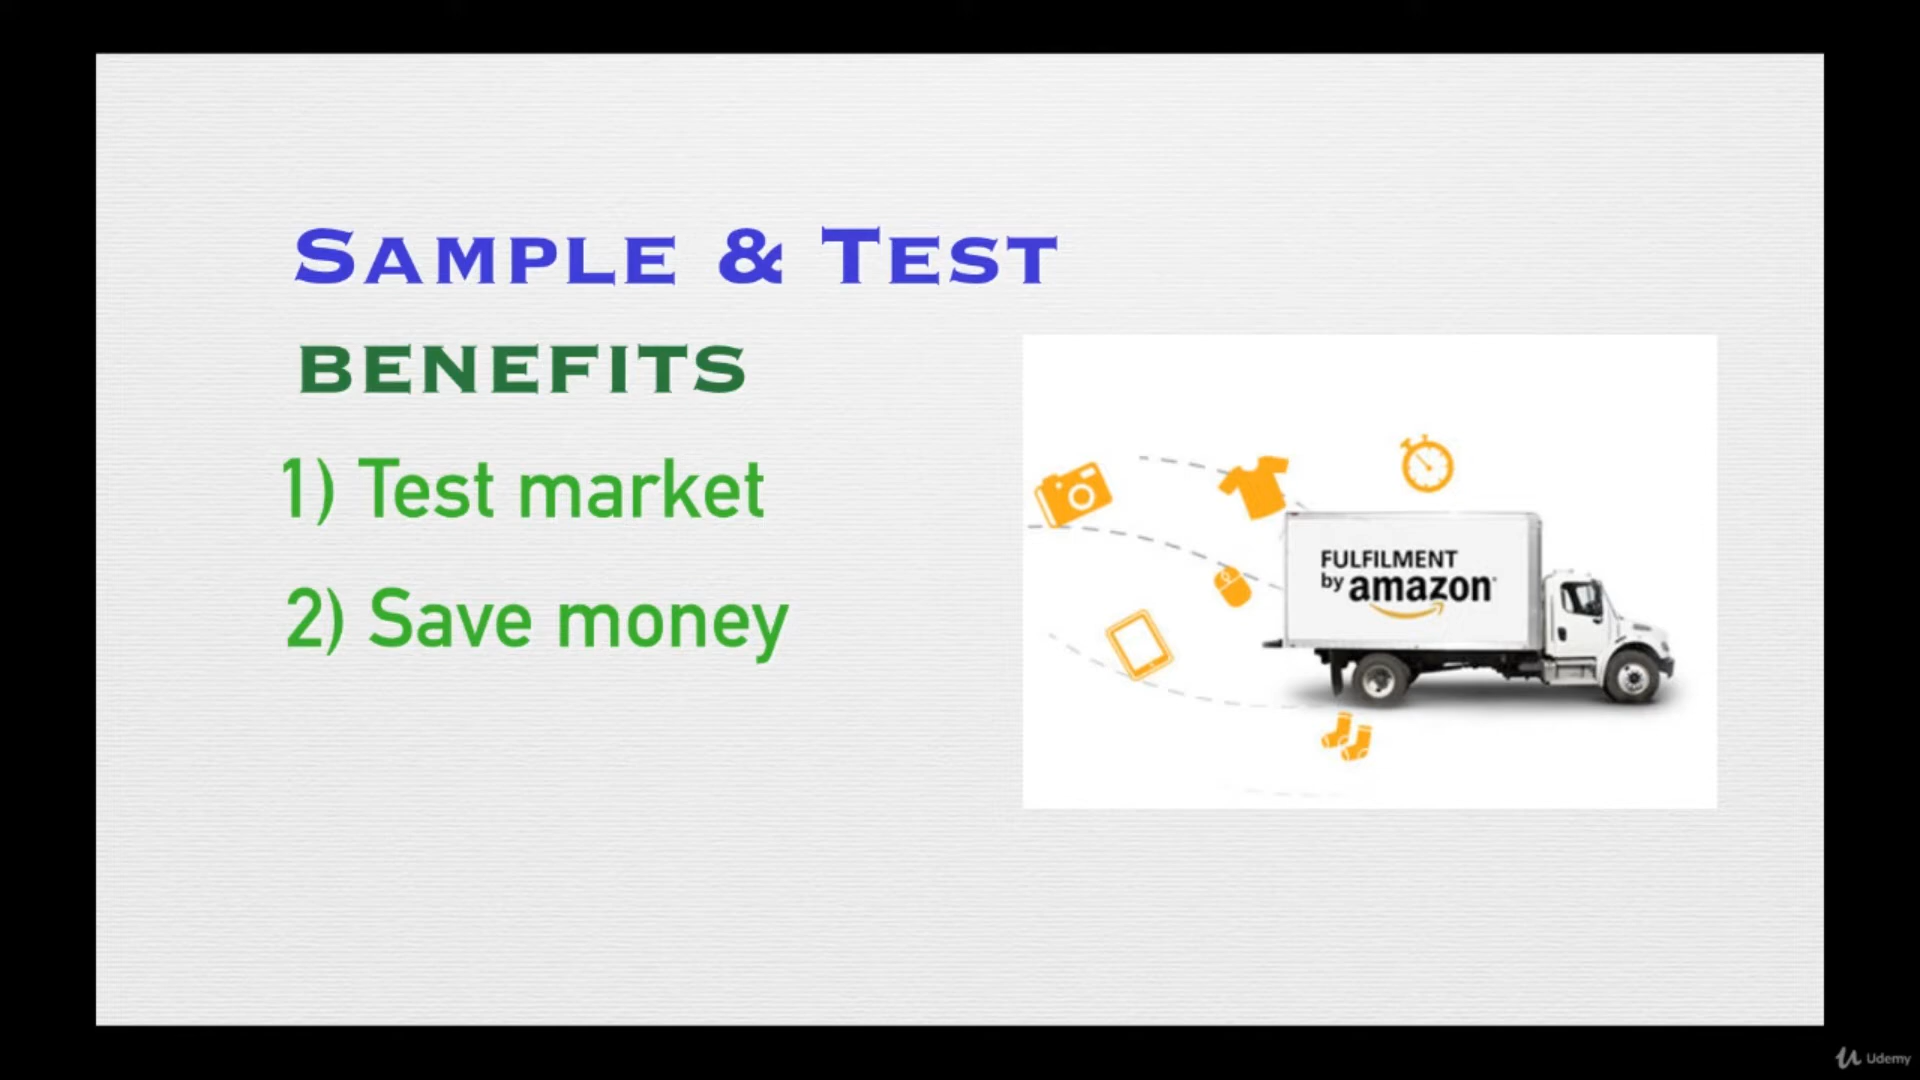 SAMPLE & TEST
BENEFITS
1) Test market
2) Save money
FULFILMENT
by amazon
Udemy